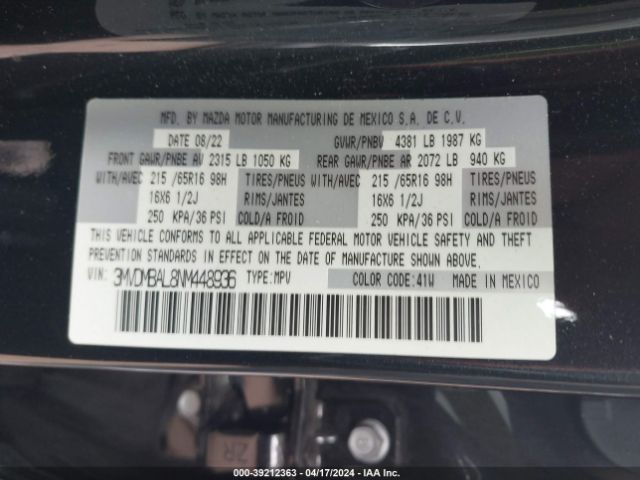 MFD. BY MAZDA MOTOR MANUFACTURING DE MEXICO S.A. DE C.V.
DATE 08/22 GVWR/PNBV 4381 LB 1987 KG
FRONT GAWR/PNBE AV 2315 LB 1050 KG REAR GAWR/PNBE AR 2072 LB 940 KG
WITH/AVEC 215 /65R16 98H TIRES/PNEUS WITH/AVEC 215 /65R16 98H TIRES/PNEUS
16X6 1/2J RIMS/JANTES 16X6 1/2J RIMS/JANTES
250 KPA/36 PSI COLD/A FROID 250 KPA/36 PSI COLD/A FROID
THIS VEHICLE CONFORMS TO ALL APPLICABLE FEDERAL MOTOR VEHICLE SAFETY AND THEFT
PREVENTION STANDARDS IN EFFECT ON THE DATE OF MANUFACTURE SHOWN ABOVE.
VIN: 3MVDMBAL8NM448936 TYPE:MPV COLOR CODE:41W MADE IN MEXICO
ZR
000-39212363 - 04/17/2024 - IAA Inc.